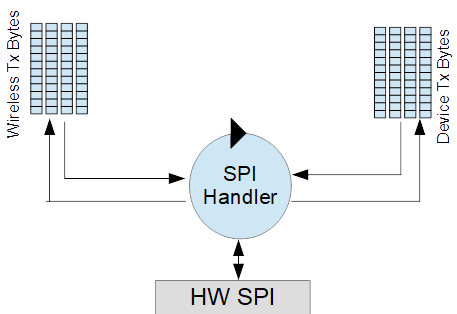 Wireless Tx Bytes
Device Tx Bytes
SPI
Handler
HW SPI